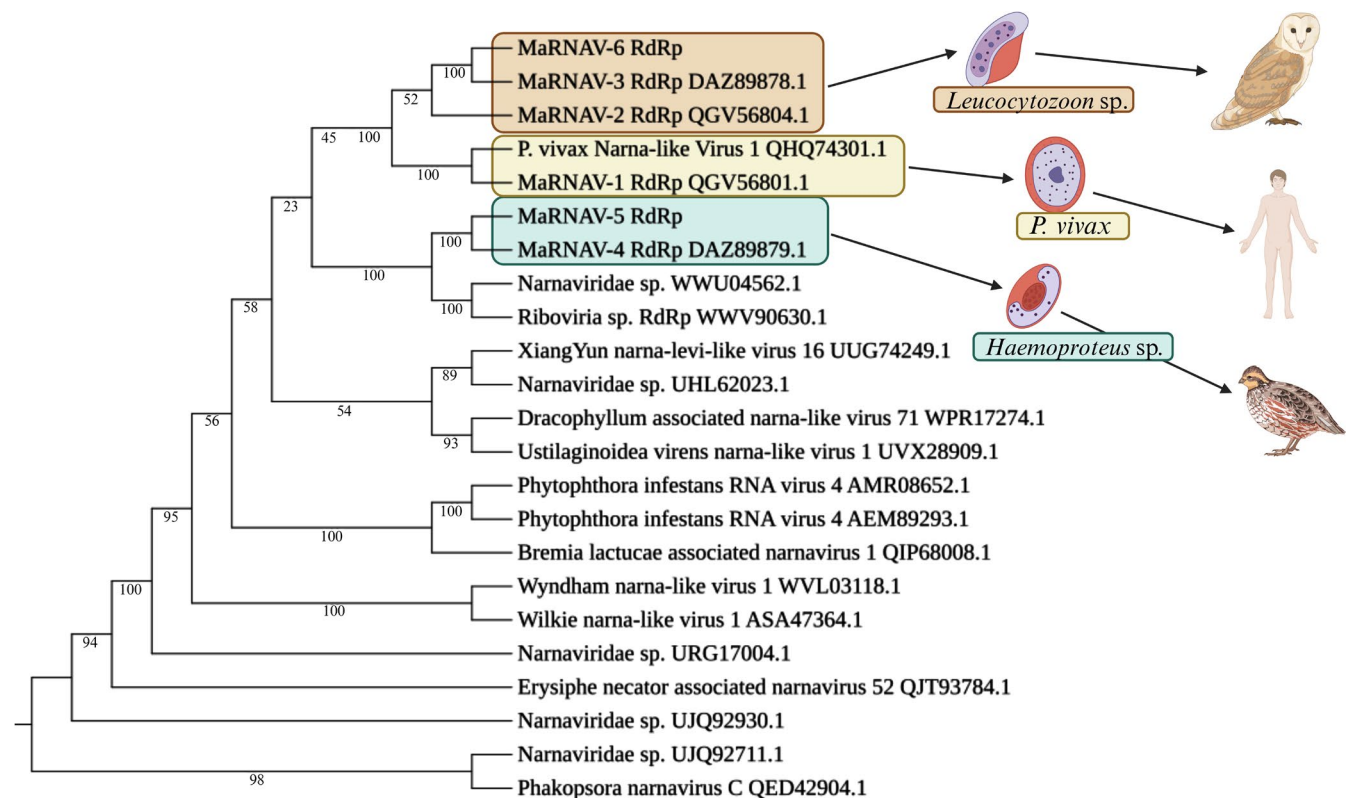 MaRNAV-6 RdRp
100
MaRNAV-3 RdRp DAZ89878.1
52
MaRNAV-2 RdRp QGV56804.1
Leucocytozoon sp.
45 100
P. vivax Narna-like Virus 1 QHQ74301.1
100
MaRNAV-1 RdRp QGV56801.1
P. vivax
23
MaRNAV-5 RdRp
100
MaRNAV-4 RdRp DAZ89879.1
100
Narnaviridae sp. WWU04562.1
100
Riboviria sp. RdRp WWV90630.1
58
Haemoproteus sp.
XiangYun narna-levi-like virus 16 UUG74249.1
89
Narnaviridae sp. UHL62023.1
54
Dracophyllum associated narna-like virus 71 WPR17274.1
56
93
Ustilaginoidea virens narna-like virus 1 UVX28909.1
Phytophthora infestans RNA virus 4 AMR08652.1
100
Phytophthora infestans RNA virus 4 AEM89293.1
95
100
Bremia lactucae associated narnavirus 1 QIP68008.1
Wyndham narna-like virus 1 WVL03118.1
100
100
Wilkie narna-like virus 1 ASA47364.1
94
Narnaviridae sp. URG17004.1
Erysiphe necator associated narnavirus 52 QJT93784.1
Narnaviridae sp. UJQ92930.1
Narnaviridae sp. UJQ92711.1
98
Phakopsora narnavirus C QED42904.1